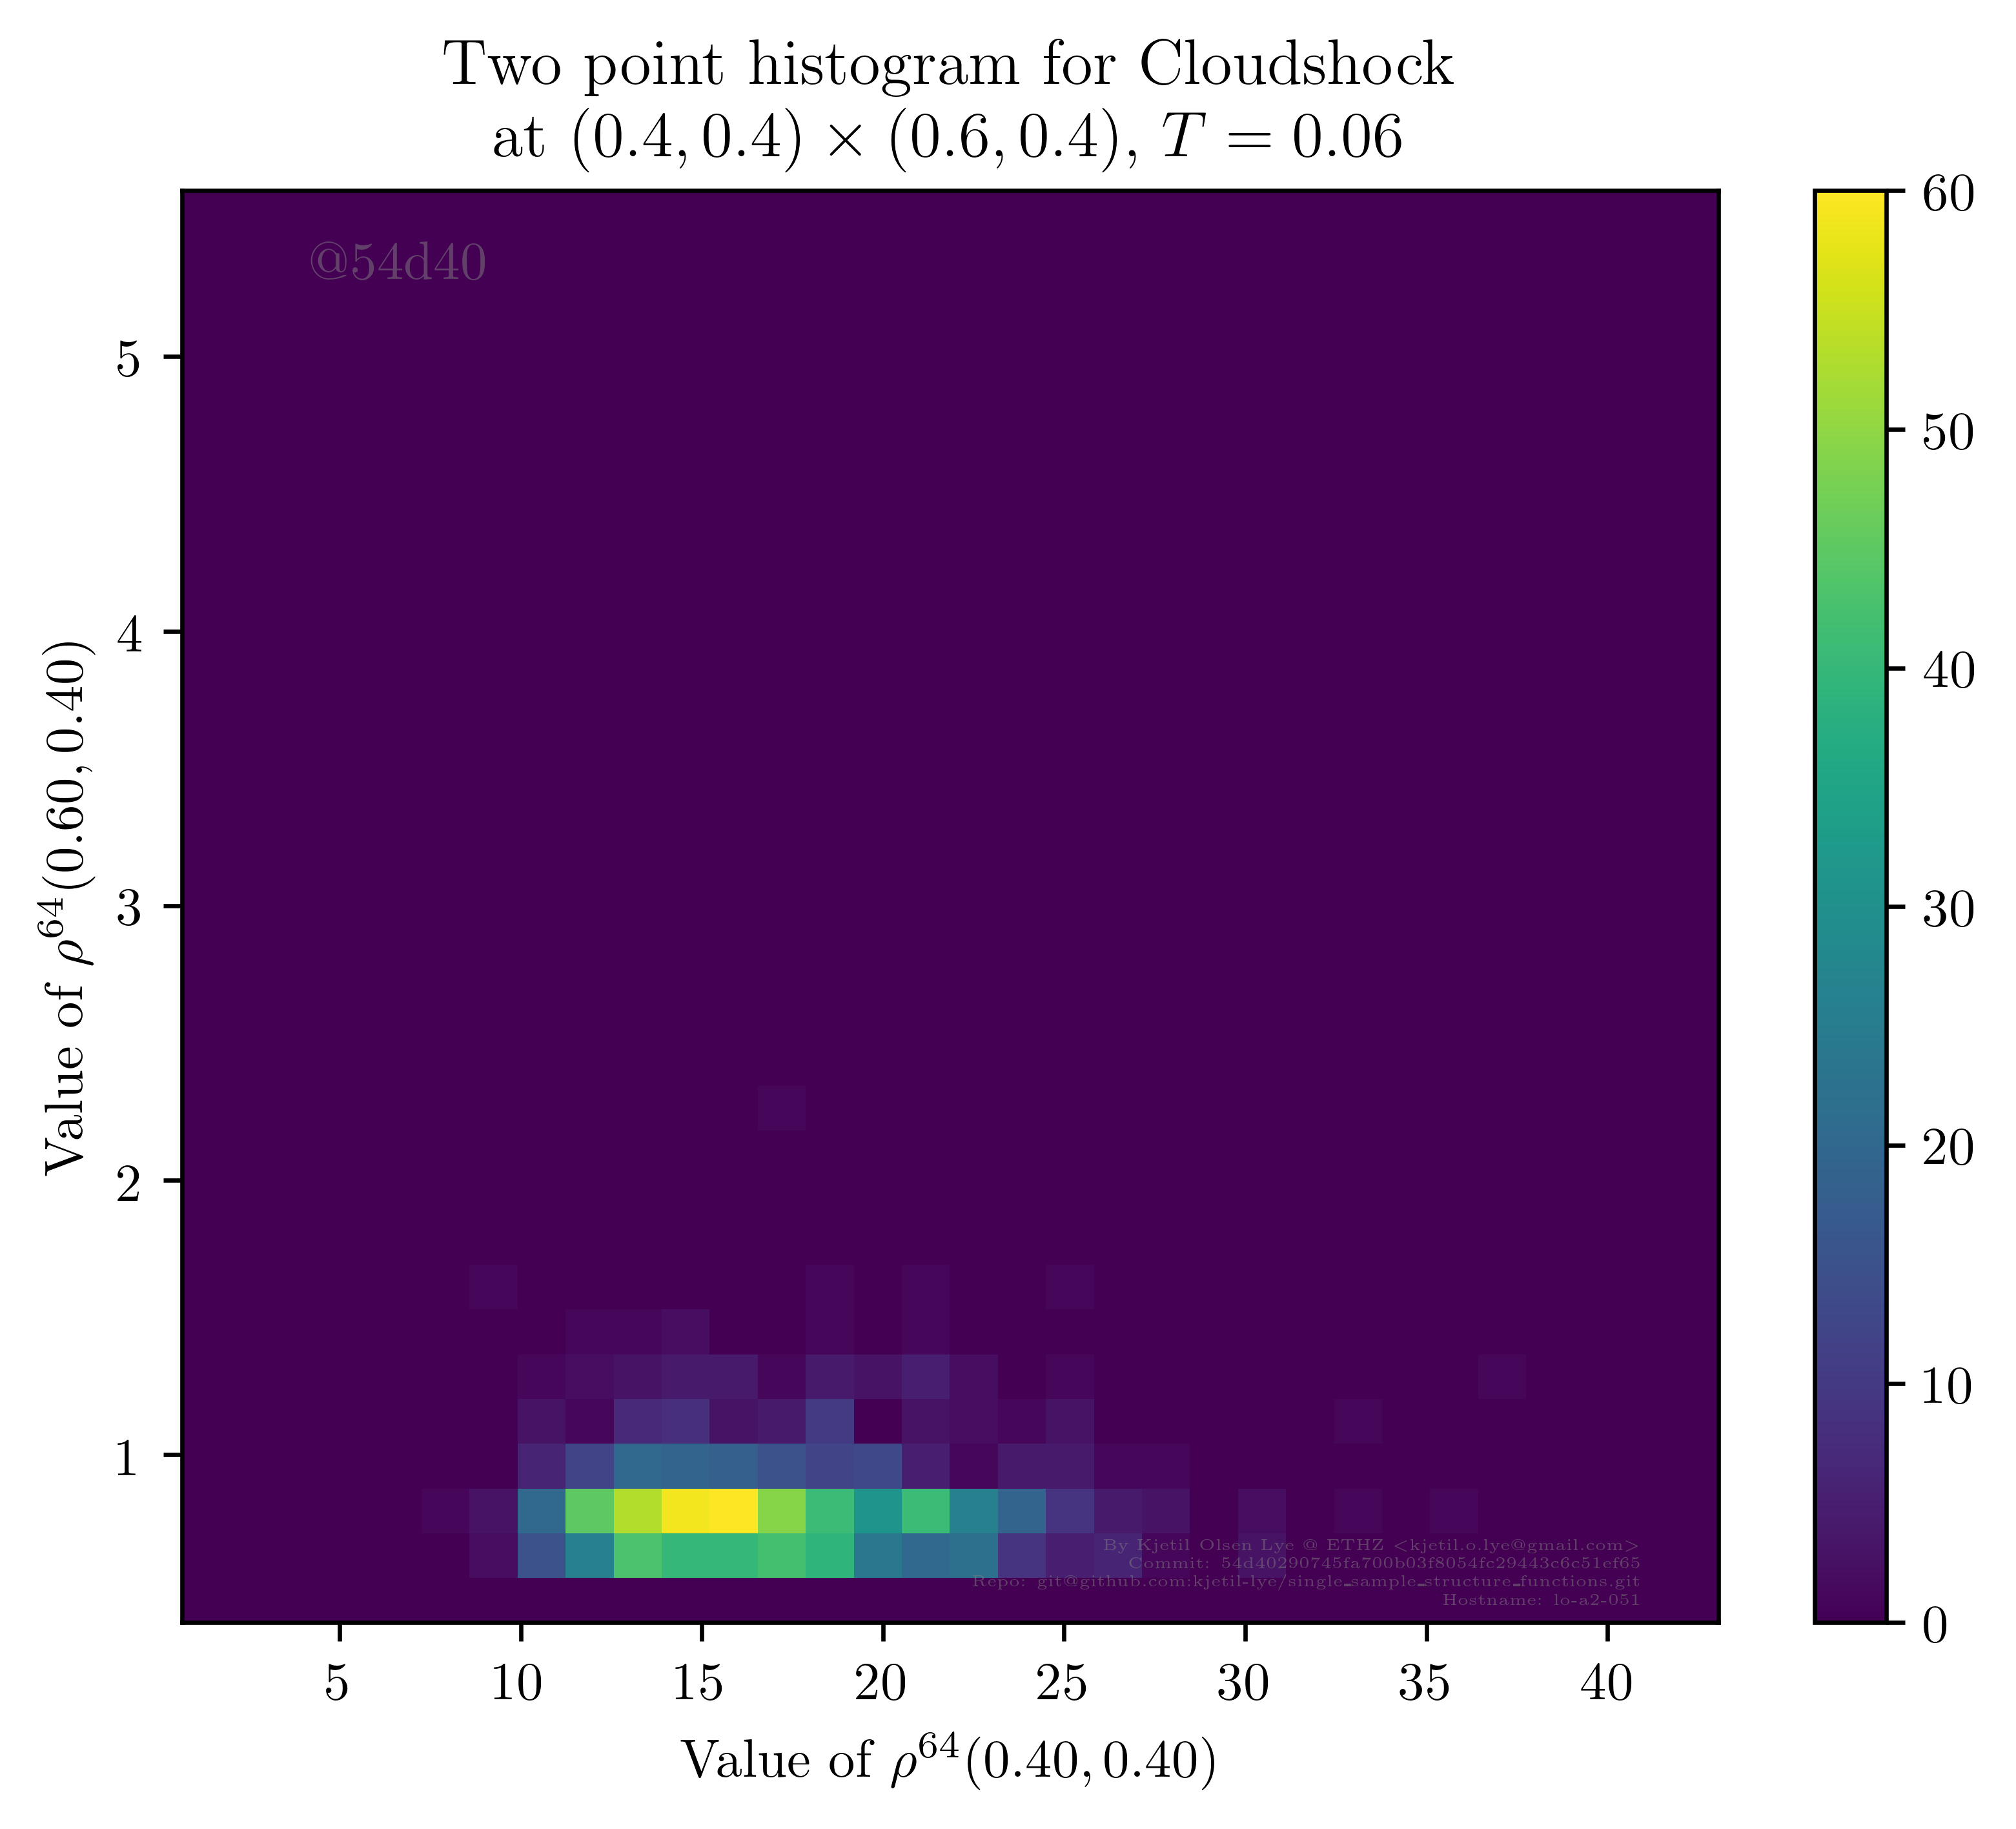 Two point histogram for Cloudshock
at (0.4, 0.4) × (0.6, 0.4), T = 0.06
@54d40
60
50
40
30
20
10
0
5
4
3
2
1
Value of ρ^64(0.60, 0.40)
By Kjetil Olsen Lye @ ETHZ <kjetil.o.lye@gmail.com>
Commit: 54d40290745fa700b03f8054fc29443c6c51ef65
Repo: git@github.com:kjetil-lye/single_sample_structure_functions.git
Hostname: lo-a2-051
5 10 15 20 25 30 35 40
Value of ρ^64(0.40, 0.40)